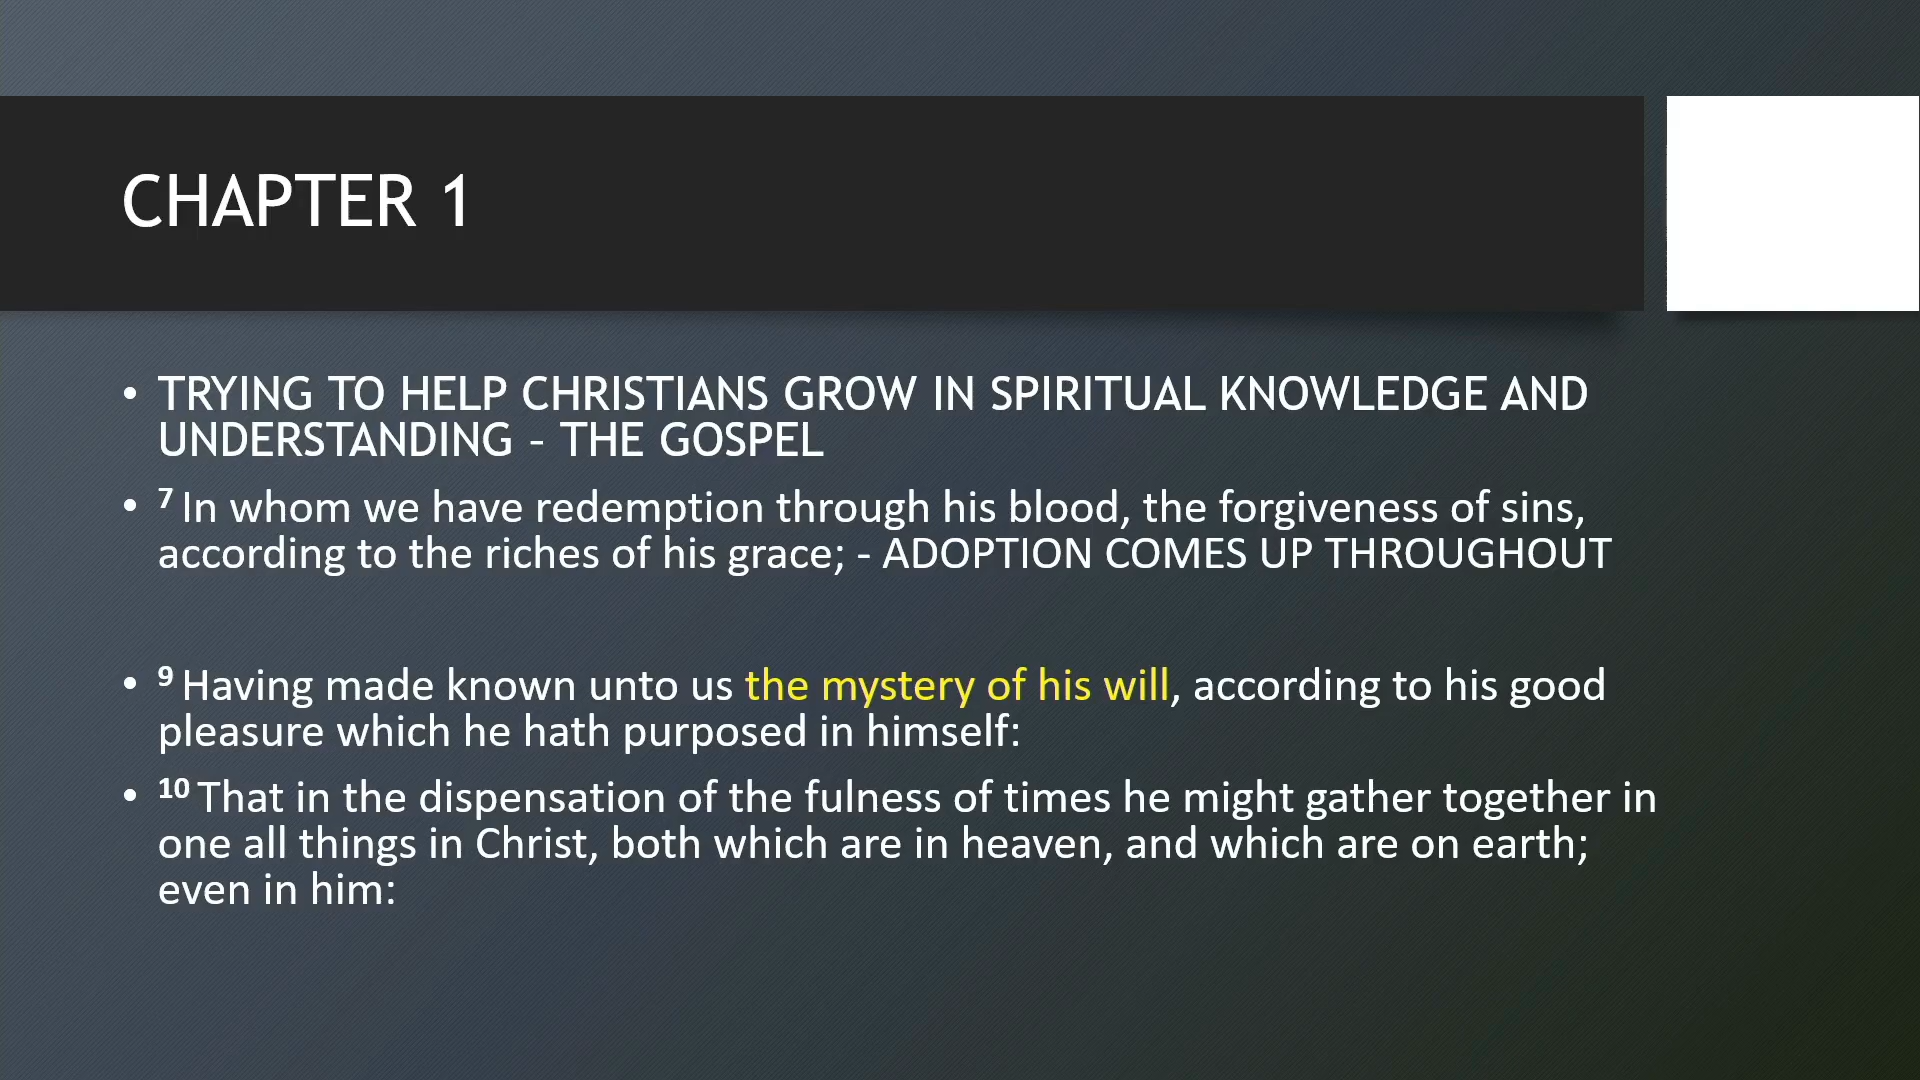 CHAPTER 1
• TRYING TO HELP CHRISTIANS GROW IN SPIRITUAL KNOWLEDGE AND
UNDERSTANDING - THE GOSPEL
• 7 In whom we have redemption through his blood, the forgiveness of sins,
according to the riches of his grace; - ADOPTION COMES UP THROUGHOUT
• 9 Having made known unto us the mystery of his will, according to his good
pleasure which he hath purposed in himself:
• 10 That in the dispensation of the fulness of times he might gather together in
one all things in Christ, both which are in heaven, and which are on earth;
even in him: